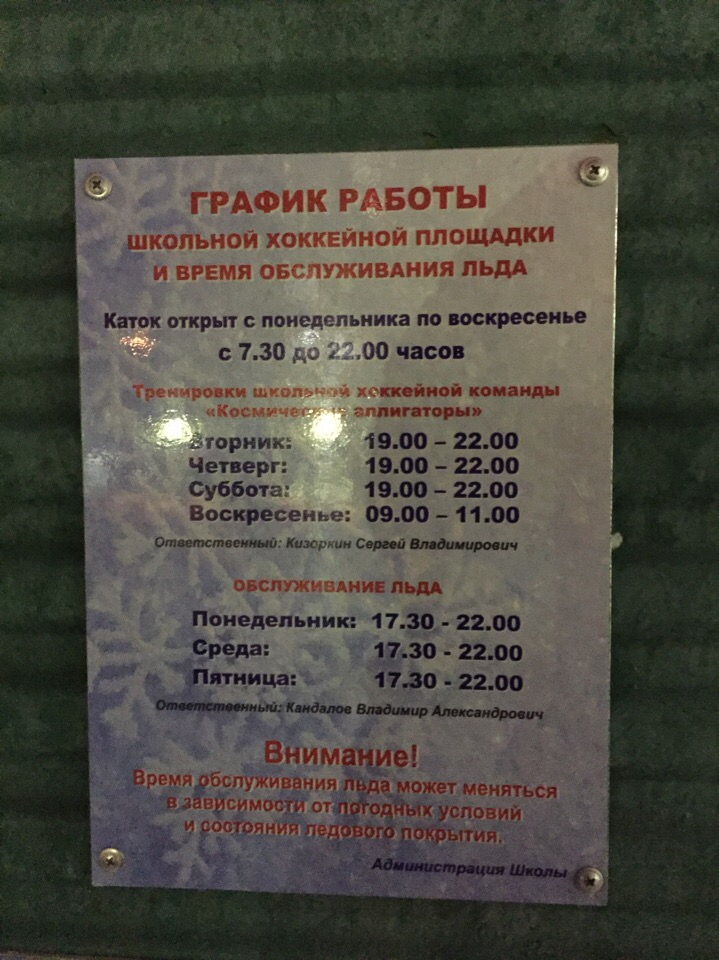 ГРАФИК РАБОТЫ
ШКОЛЬНОЙ ХОККЕЙНОЙ ПЛОЩАДКИ
И ВРЕМЯ ОБСЛУЖИВАНИЯ ЛЬДА
Каток открыт с понедельника по воскресенье
с 7.30 до 22.00 часов
Тренировки школьной хоккейной команды
«Космические аллигаторы»
Вторник: 19.00 – 22.00
Четверг: 19.00 – 22.00
Суббота: 19.00 – 22.00
Воскресенье: 09.00 – 11.00
Ответственный: Кизоркин Сергей Владимирович
ОБСЛУЖИВАНИЕ ЛЬДА
Понедельник: 17.30 - 22.00
Среда: 17.30 - 22.00
Пятница: 17.30 - 22.00
Ответственный: Кандалов Владимир Александрович
Внимание!
Время обслуживания льда может меняться
в зависимости от погодных условий
и состояния ледового покрытия.
Администрация Школы